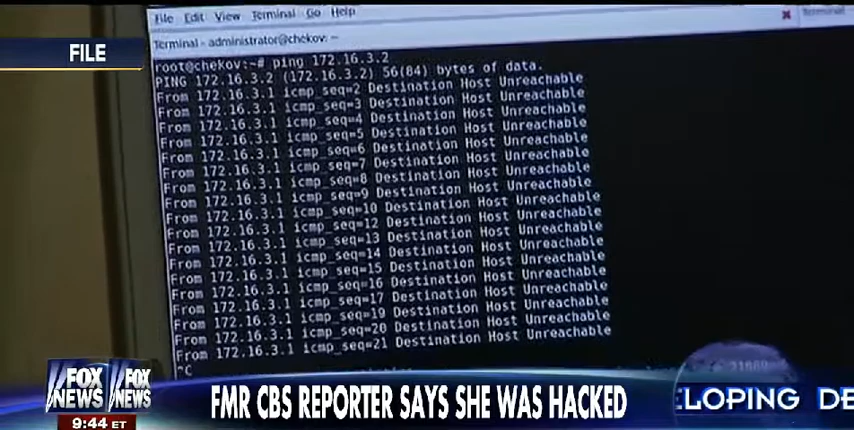 File Edit View Terminal Go Help
Terminal - administrator@chekov: ~
Terminal -
root@chekov:~# ping 172.16.3.2
PING 172.16.3.2 (172.16.3.2) 56(84) bytes of data.
From 172.16.3.1 icmp_seq=2 Destination Host Unreachable
From 172.16.3.1 icmp_seq=3 Destination Host Unreachable
From 172.16.3.1 icmp_seq=4 Destination Host Unreachable
From 172.16.3.1 icmp_seq=5 Destination Host Unreachable
From 172.16.3.1 icmp_seq=6 Destination Host Unreachable
From 172.16.3.1 icmp_seq=7 Destination Host Unreachable
From 172.16.3.1 icmp_seq=8 Destination Host Unreachable
From 172.16.3.1 icmp_seq=9 Destination Host Unreachable
From 172.16.3.1 icmp_seq=10 Destination Host Unreachable
From 172.16.3.1 icmp_seq=12 Destination Host Unreachable
From 172.16.3.1 icmp_seq=13 Destination Host Unreachable
From 172.16.3.1 icmp_seq=14 Destination Host Unreachable
From 172.16.3.1 icmp_seq=15 Destination Host Unreachable
From 172.16.3.1 icmp_seq=16 Destination Host Unreachable
From 172.16.3.1 icmp_seq=17 Destination Host Unreachable
From 172.16.3.1 icmp_seq=19 Destination Host Unreachable
From 172.16.3.1 icmp_seq=20 Destination Host Unreachable
From 172.16.3.1 icmp_seq=21 Destination Host Unreachable
^C
FILE
FOX NEWS FOX NEWS
9:44 ET
FMR CBS REPORTER SAYS SHE WAS HACKED
ELOPING DE